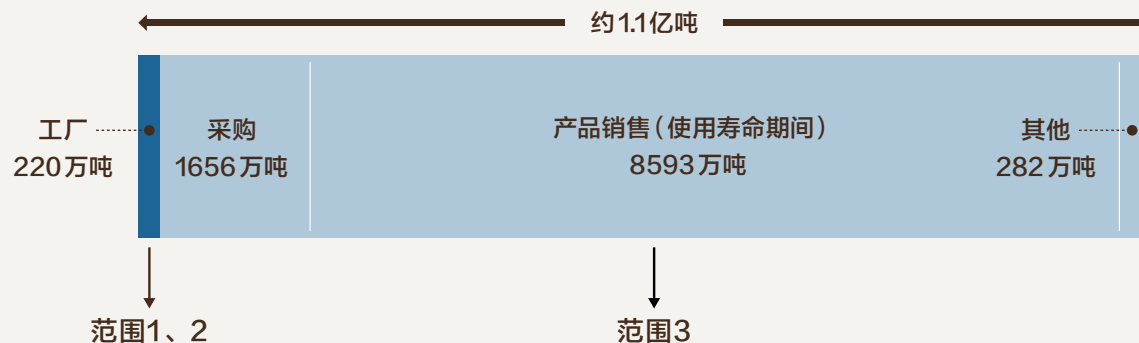 约1.1亿吨
工厂
220万吨
采购
1656万吨
产品销售（使用寿命期间）
8593万吨
其他
282万吨
范围1、2
范围3